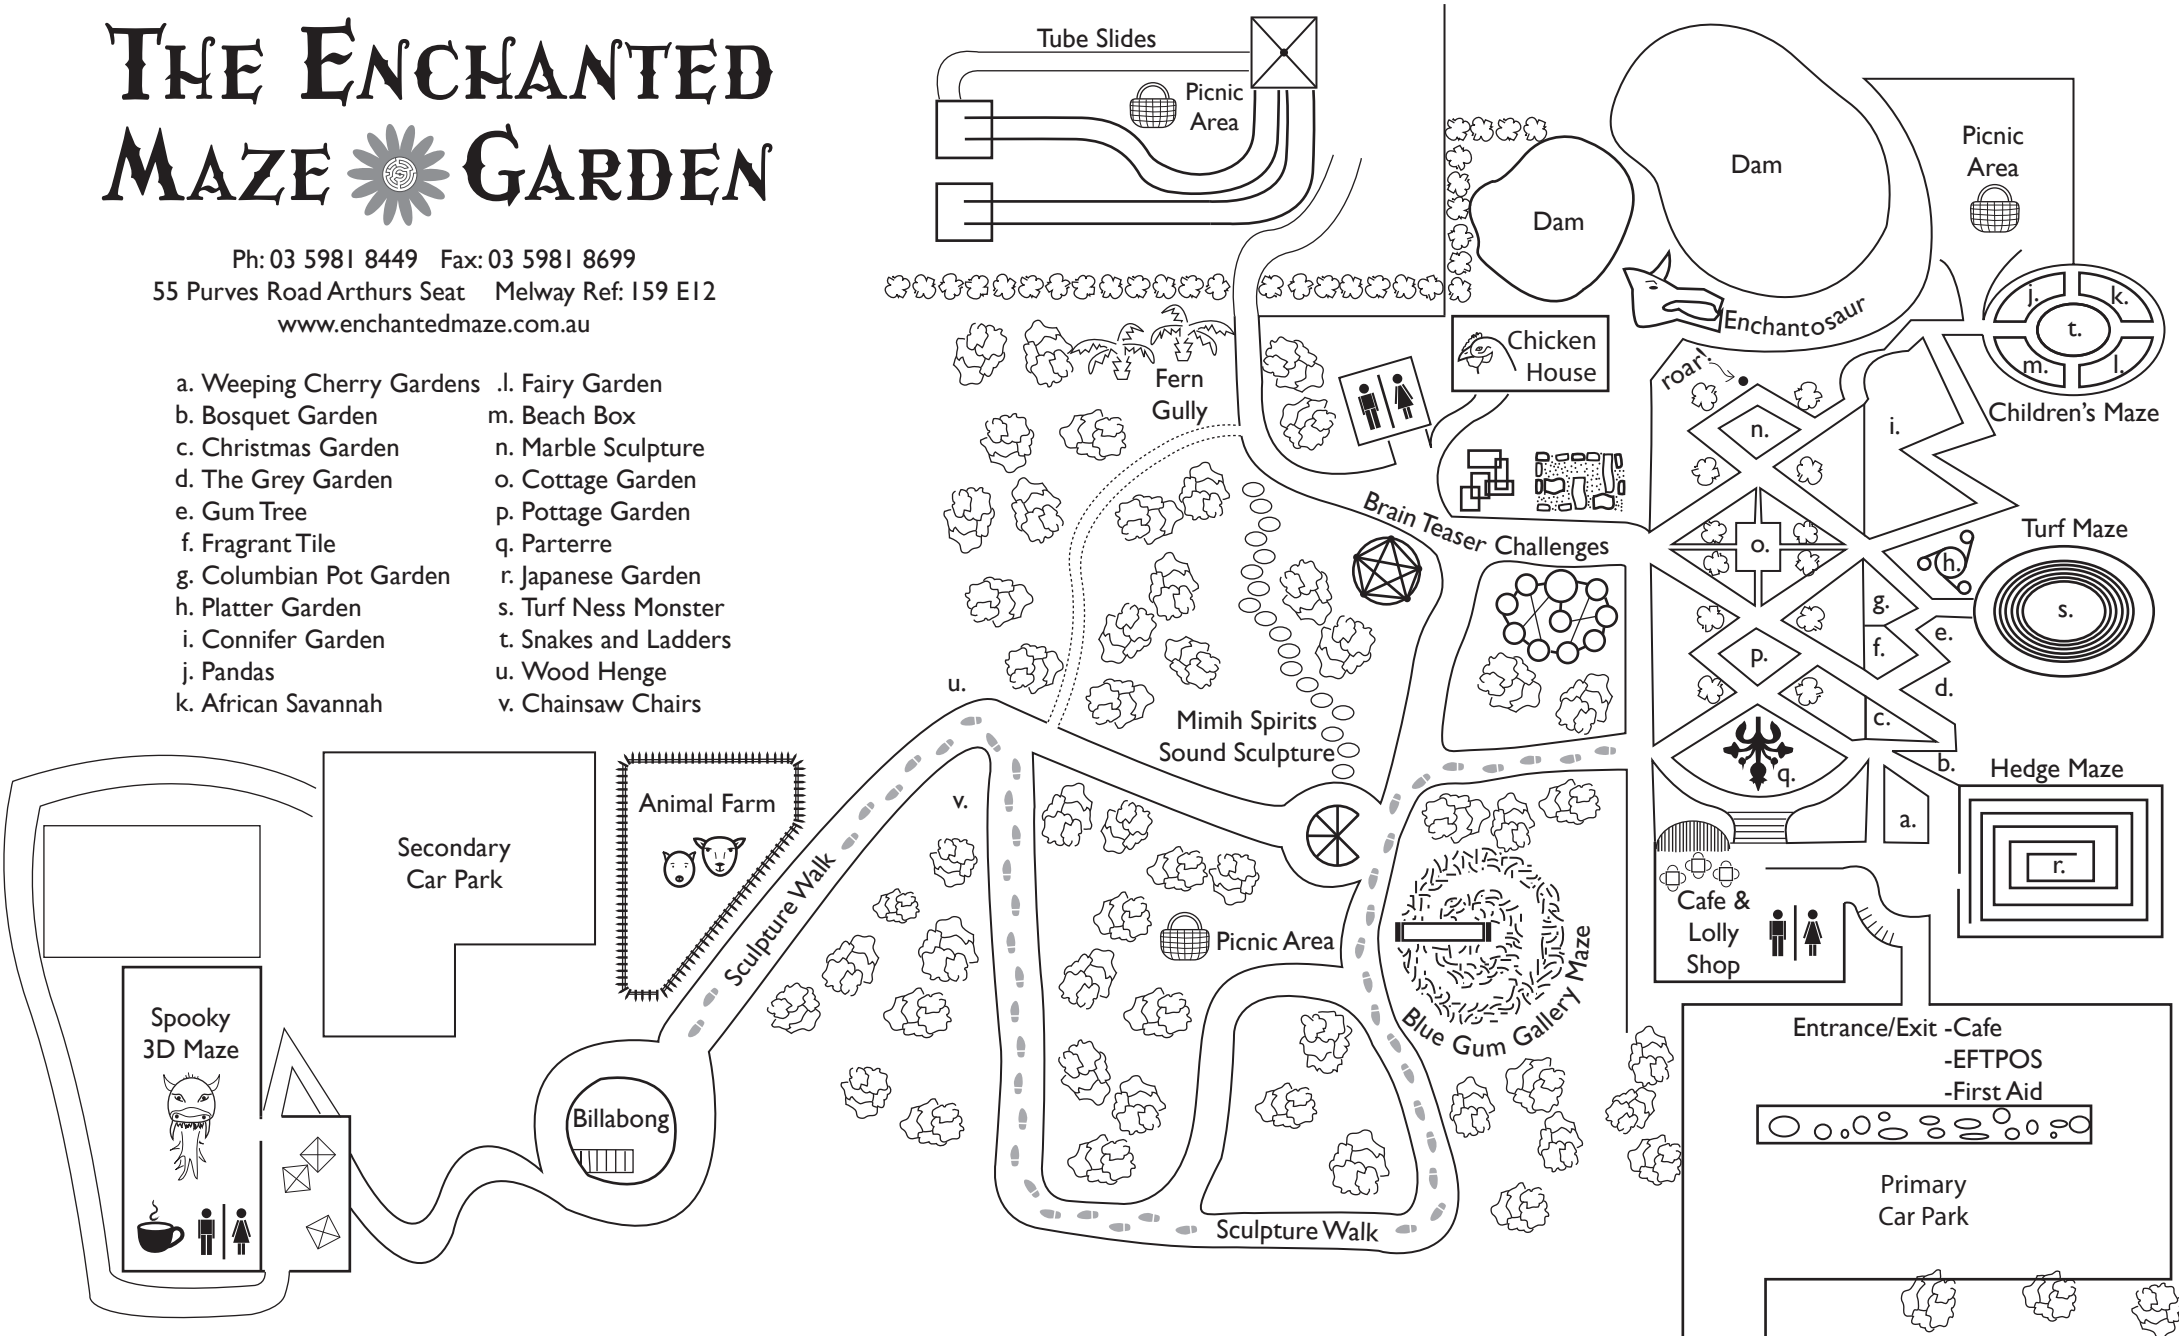 THE ENCHANTED
MAZE GARDEN
Ph: 03 5981 8449 Fax: 03 5981 8699
55 Purves Road Arthurs Seat Melway Ref: 159 E12
www.enchantedmaze.com.au
a. Weeping Cherry Gardens
b. Bosquet Garden
c. Christmas Garden
d. The Grey Garden
e. Gum Tree
f. Fragrant Tile
g. Columbian Pot Garden
h. Platter Garden
i. Connifer Garden
j. Pandas
k. African Savannah
.l. Fairy Garden
m. Beach Box
n. Marble Sculpture
o. Cottage Garden
p. Pottage Garden
q. Parterre
r. Japanese Garden
s. Turf Ness Monster
t. Snakes and Ladders
u. Wood Henge
v. Chainsaw Chairs
Tube Slides
Picnic
Area
Dam
Dam
Picnic
Area
Enchantosaur
roar!
Chicken
House
Fern
Gully
j.
k.
t.
m.
l.
Children's Maze
n.
i.
Brain Teaser Challenges
o.
h.
Turf Maze
s.
g.
f.
e.
p.
d.
c.
q.
b.
a.
Hedge Maze
r.
u.
Mimih Spirits
Sound Sculpture
v.
Animal Farm
Secondary
Car Park
Sculpture Walk
Picnic Area
Blue Gum Gallery Maze
Cafe &
Lolly
Shop
Spooky
3D Maze
Billabong
Sculpture Walk
Entrance/Exit -Cafe
-EFTPOS
-First Aid
Primary
Car Park